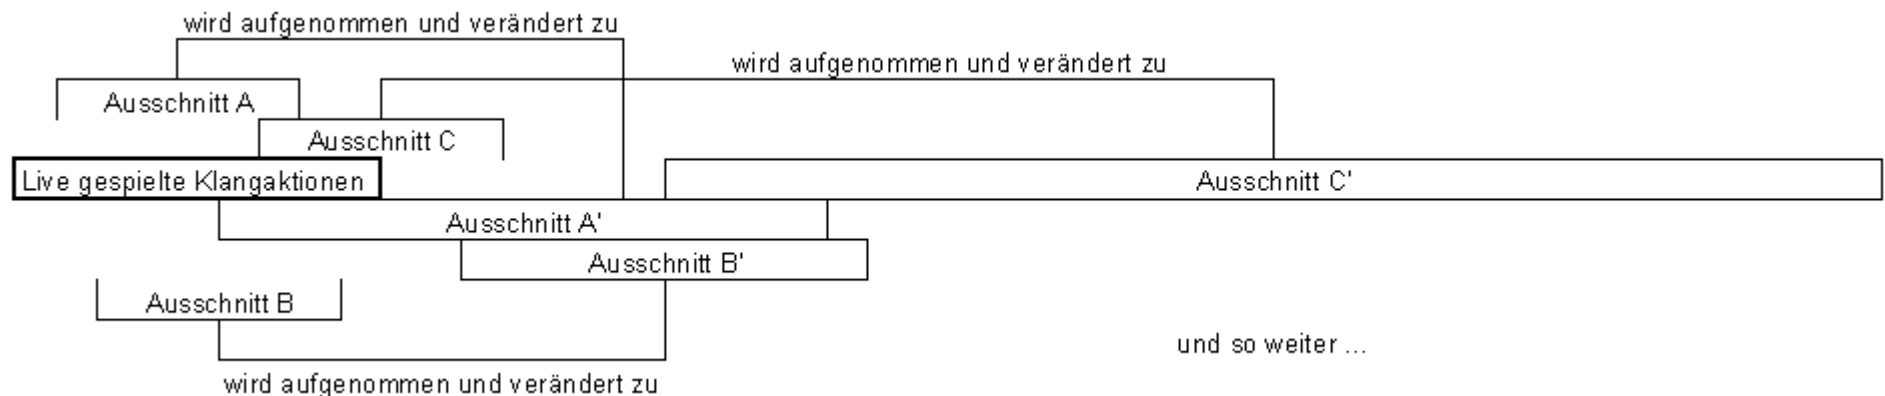 wird aufgenommen und verändert zu
wird aufgenommen und verändert zu
Ausschnitt A
Ausschnitt C
Live gespielte Klangaktionen
Ausschnitt C'
Ausschnitt A'
Ausschnitt B'
Ausschnitt B
und so weiter ...
wird aufgenommen und verändert zu